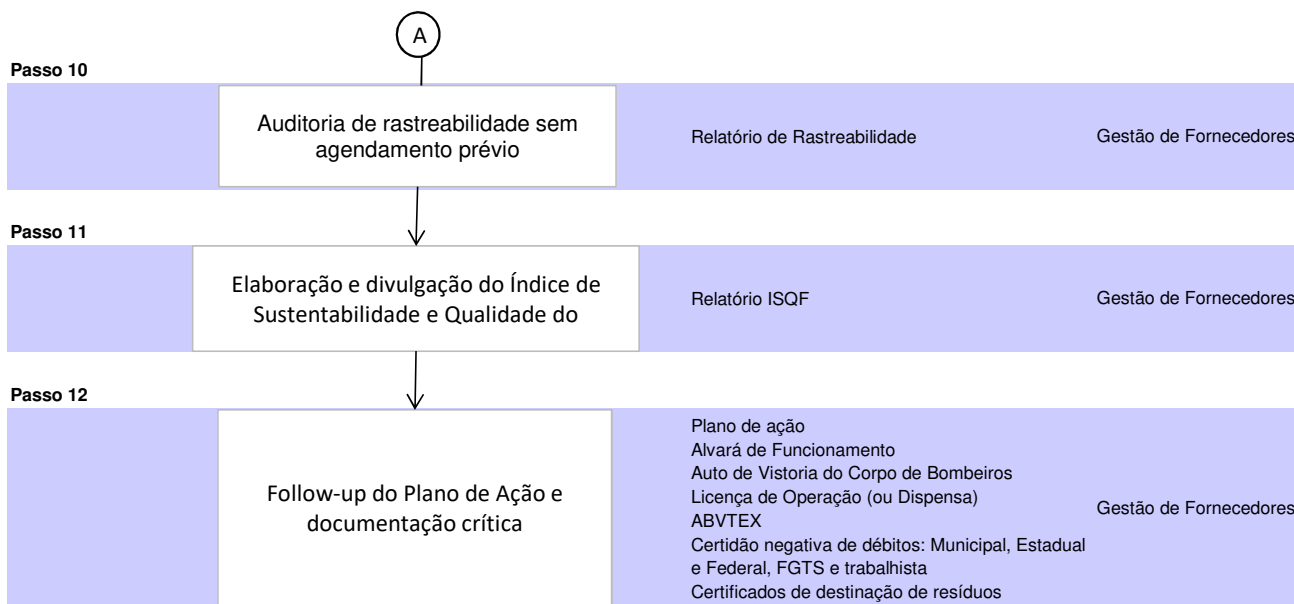 A
Passo 10
Auditoria de rastreabilidade sem
agendamento prévio
Relatório de Rastreabilidade
Gestão de Fornecedores
Passo 11
Elaboração e divulgação do Índice de
Sustentabilidade e Qualidade do
Relatório ISQF
Gestão de Fornecedores
Passo 12
Follow-up do Plano de Ação e
documentação crítica
Plano de ação
Alvará de Funcionamento
Auto de Vistoria do Corpo de Bombeiros
Licença de Operação (ou Dispensa)
ABVTEX
Certidão negativa de débitos: Municipal, Estadual
e Federal, FGTS e trabalhista
Certificados de destinação de resíduos
Gestão de Fornecedores